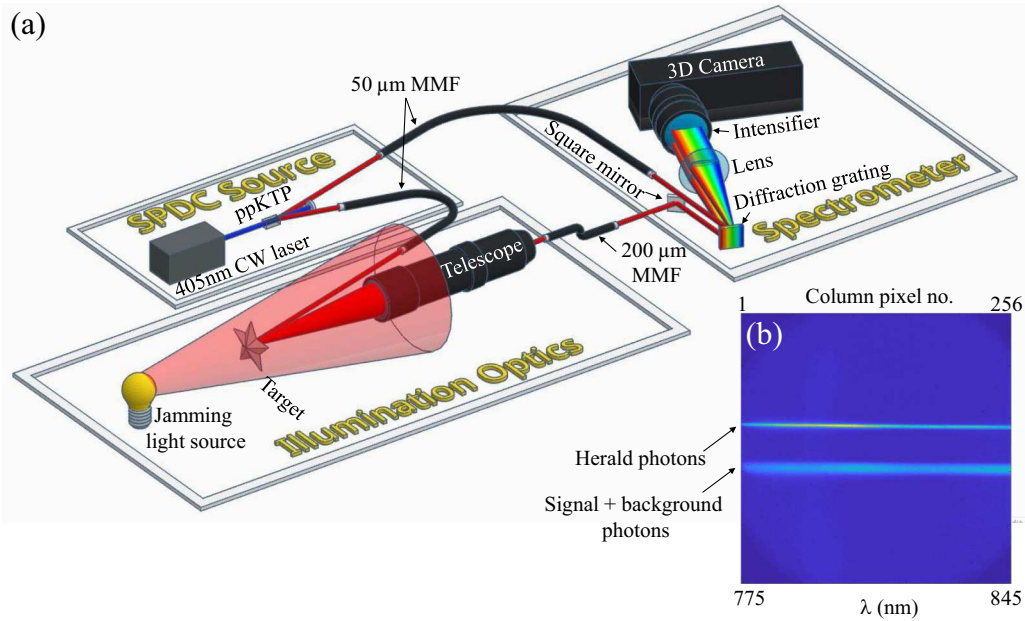 (a)
3D Camera
50 µm MMF
Intensifier
Square mirror
Lens
SPDC Source
ppKTP
Diffraction grating
Spectrometer
405nm CW laser
Telescope
200 µm
MMF
Target
Illumination Optics
Jamming
light source
Column pixel no.
1
256
(b)
Herald photons
Signal + background
photons
775
845
λ (nm)